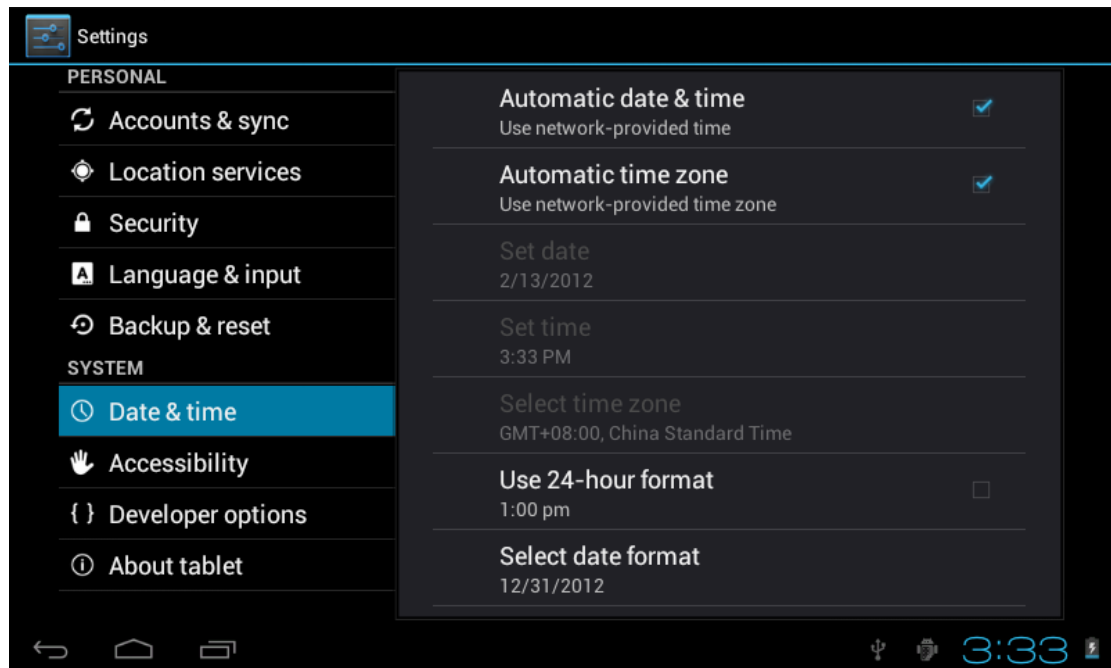 Settings
PERSONAL
Accounts & sync
Location services
Security
Language & input
Backup & reset
SYSTEM
Date & time
Accessibility
{ } Developer options
About tablet
Automatic date & time
Use network-provided time
Automatic time zone
Use network-provided time zone
Set date
2/13/2012
Set time
3:33 PM
Select time zone
GMT+08:00, China Standard Time
Use 24-hour format
1:00 pm
Select date format
12/31/2012
3:33